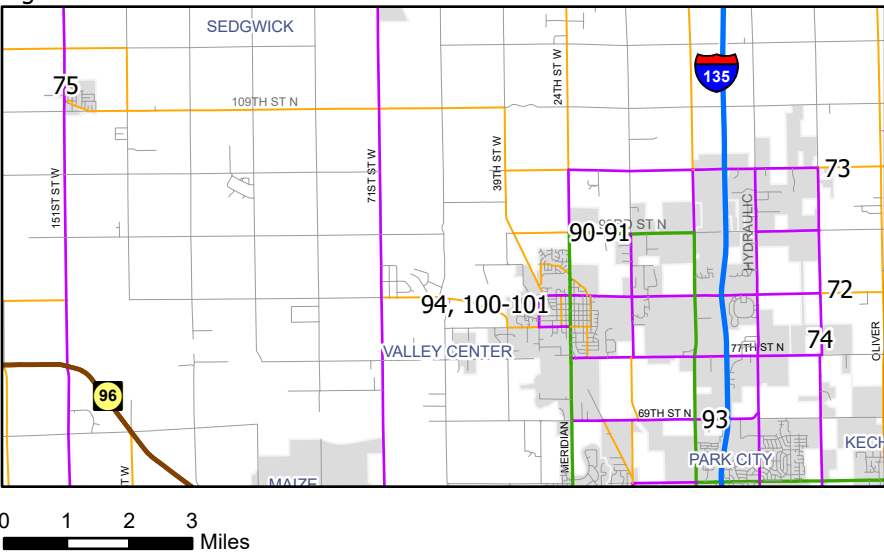 SEDGWICK
135
75
109TH ST N
24TH ST W
73
151ST ST W
71ST ST W
39TH ST W
HYDRAULIC
90-91
ST N
72
94, 100-101
74
77TH ST N
VALLEY CENTER
OLIVER
96
69TH ST N
93
MERIDIAN
PARK CITY
KECH
T W
MAIZE
0 1 2 3
Miles